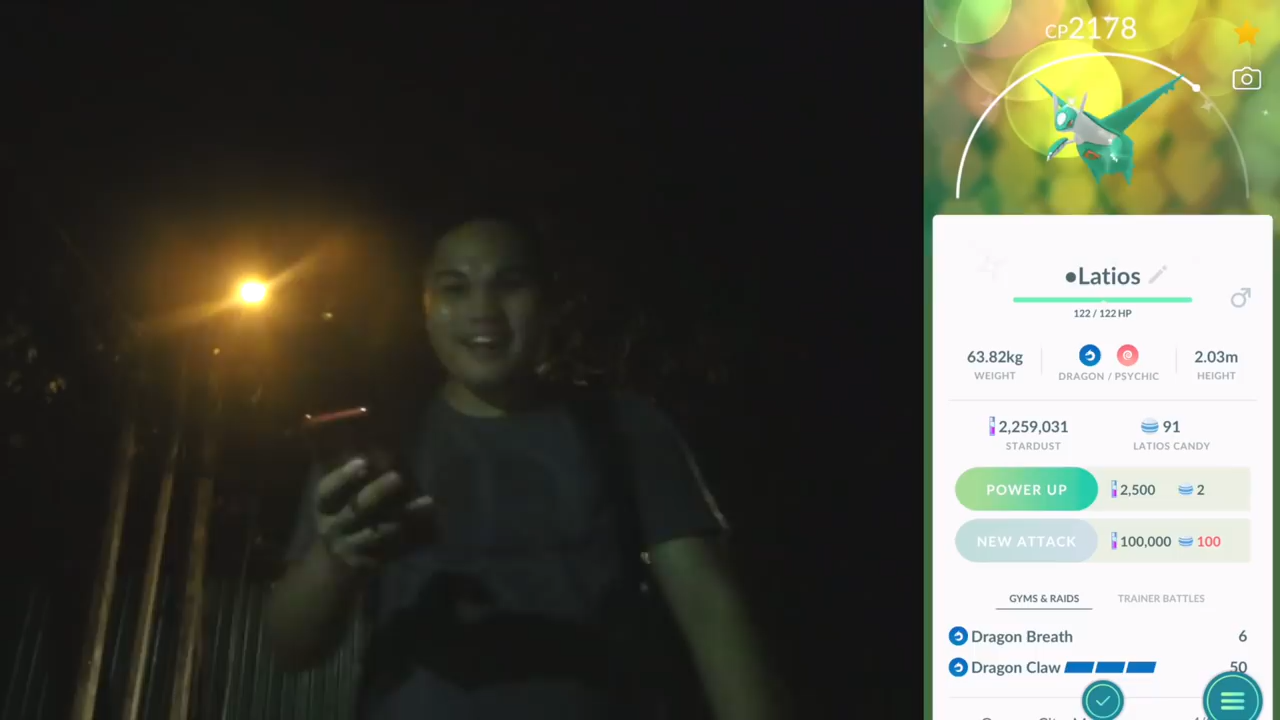 CP2178
●Latios
122 / 122 HP
63.82kg
WEIGHT
DRAGON / PSYCHIC
2.03m
HEIGHT
2,259,031
STARDUST
91
LATIOS CANDY
POWER UP 2,500 2
NEW ATTACK 100,000 100
GYMS & RAIDS TRAINER BATTLES
Dragon Breath 6
Dragon Claw 50